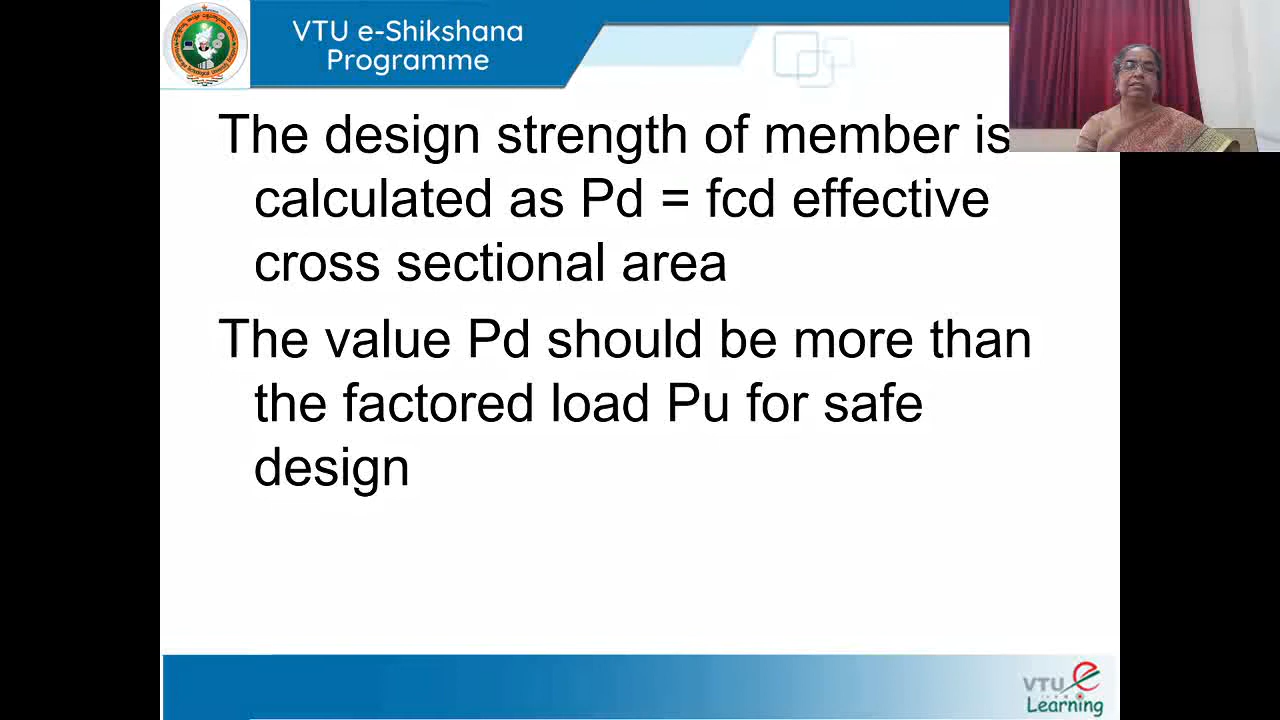 VTU e-Shikshana
Programme
The design strength of member is
calculated as Pd = fcd effective
cross sectional area
The value Pd should be more than
the factored load Pu for safe
design
VTU e
Learning